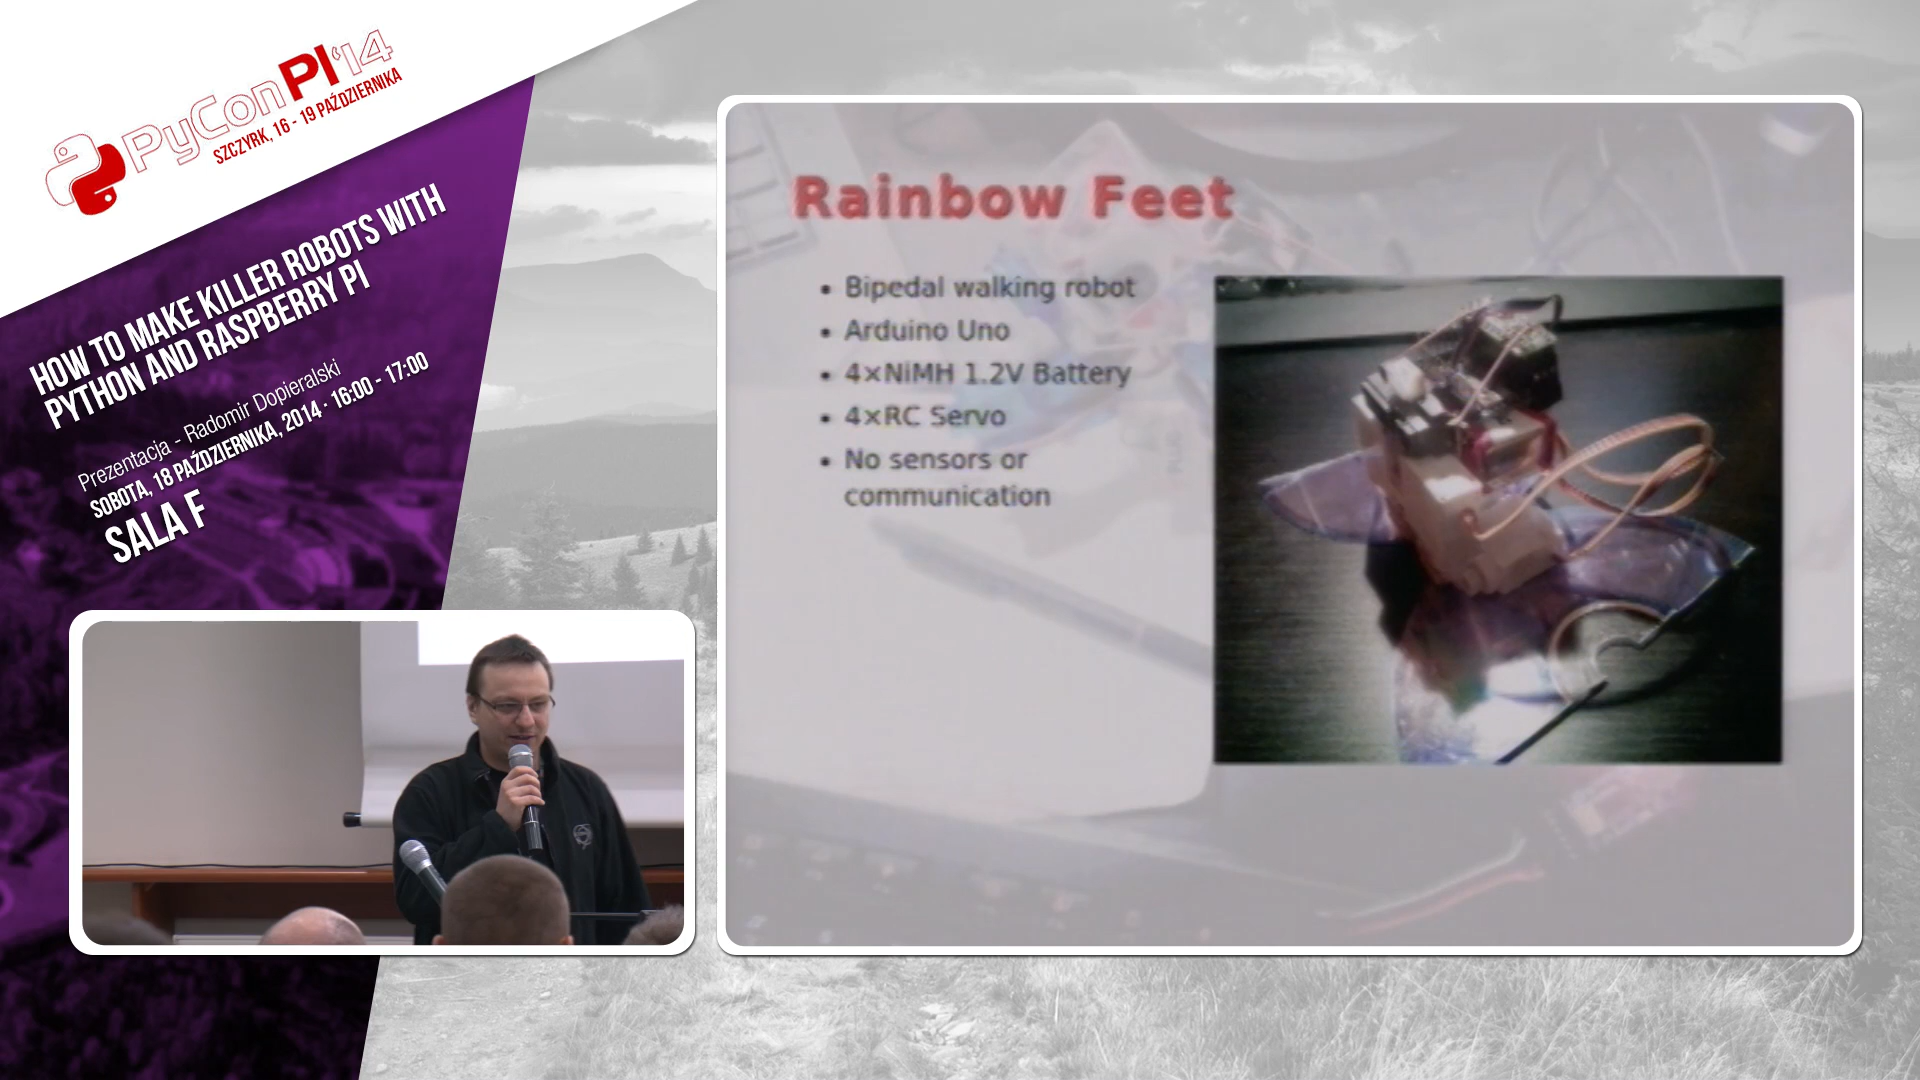 PyConPl'14
SZCZYRK, 16 - 19 PAŹDZIERNIKA
HOW TO MAKE KILLER ROBOTS WITH
PYTHON AND RASPBERRY PI
Prezentacja - Radomir Dopieralski
SOBOTA, 18 PAŹDZIERNIKA, 2014 · 16:00 - 17:00
SALA F
Rainbow Feet
• Bipedal walking robot
• Arduino Uno
• 4×NiMH 1.2V Battery
• 4×RC Servo
• No sensors or
communication